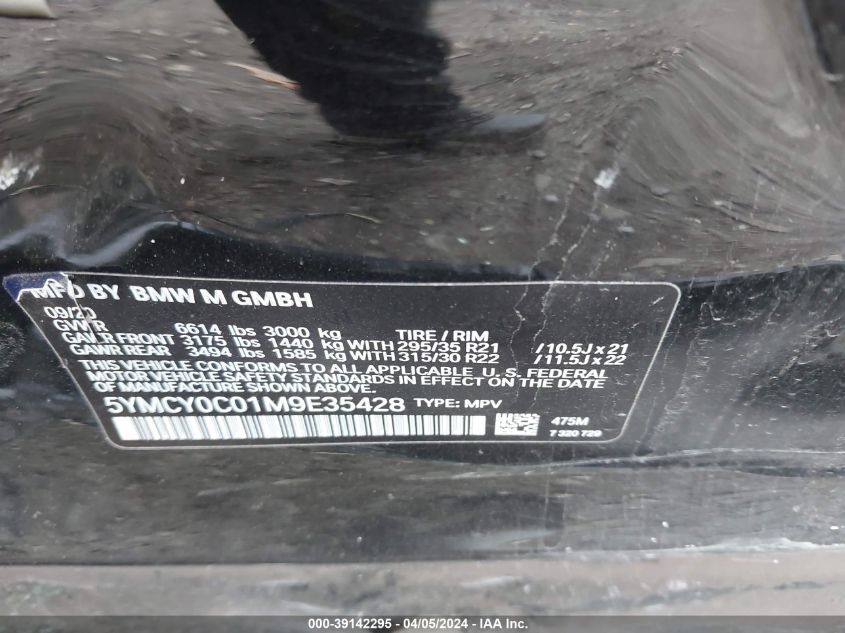 MFD BY BMW M GMBH
09/20
GVWR 6614 lbs 3000 kg TIRE / RIM
GAWR FRONT 3175 lbs 1440 kg WITH 295/35 R21 /10.5J x 21
GAWR REAR 3494 lbs 1585 kg WITH 315/30 R22 /11.5J x 22
THIS VEHICLE CONFORMS TO ALL APPLICABLE U. S. FEDERAL
MOTOR VEHICLE SAFETY STANDARDS IN EFFECT ON THE DATE
OF MANUFACTURE SHOWN ABOVE.
5YMCY0C01M9E35428 TYPE: MPV
475M
7 320 729
000-39142295 - 04/05/2024 - IAA Inc.